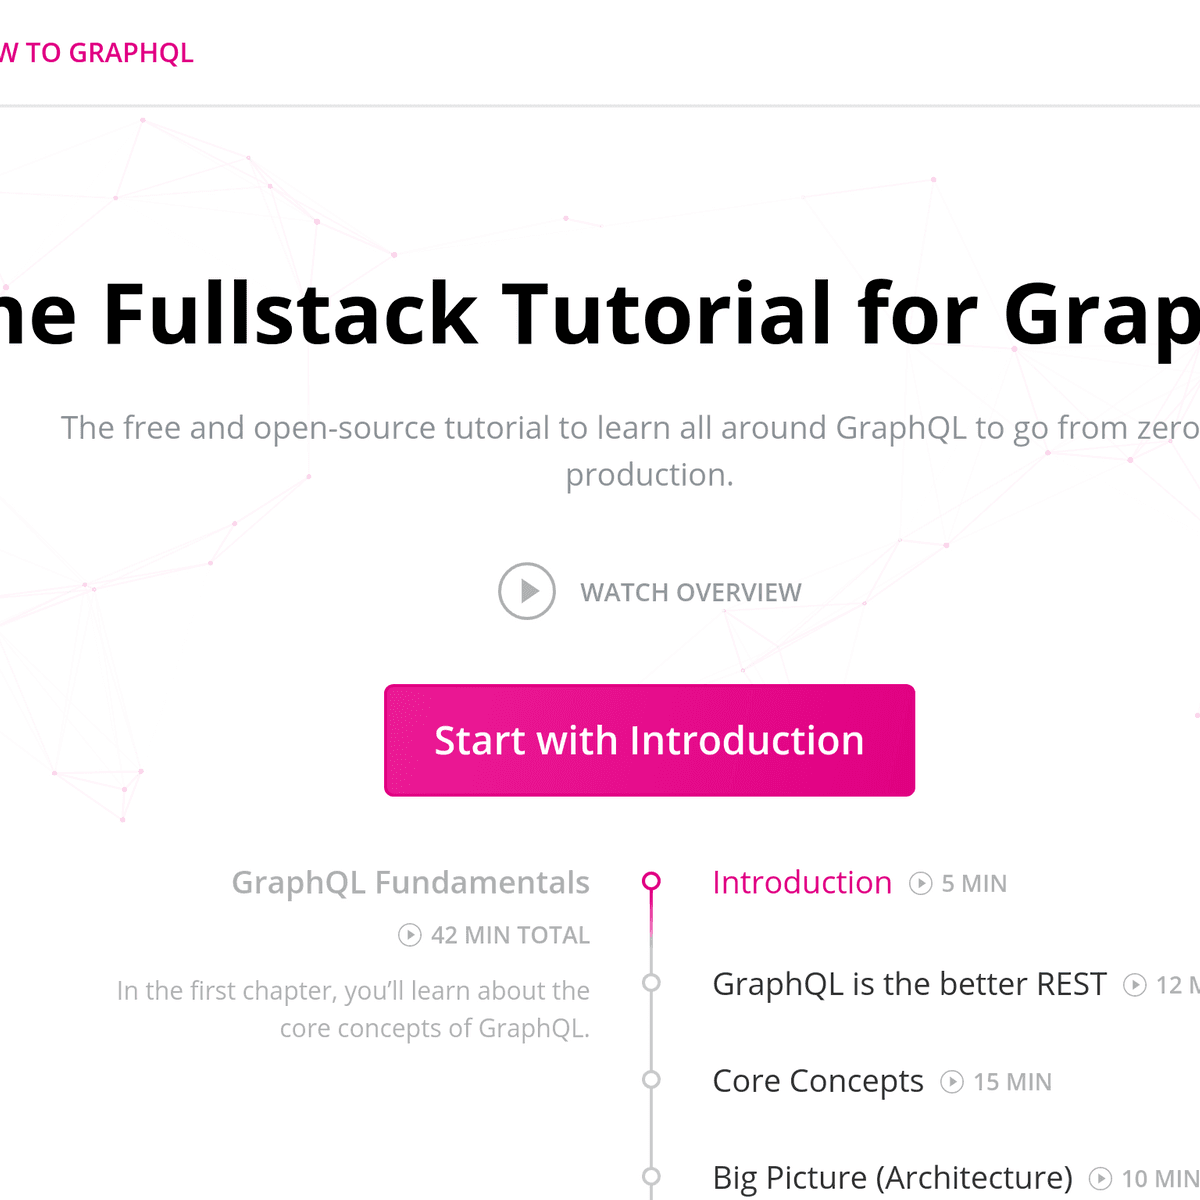 W TO GRAPHQL
he Fullstack Tutorial for Grap
The free and open-source tutorial to learn all around GraphQL to go from zero
production.
WATCH OVERVIEW
Start with Introduction
GraphQL Fundamentals
42 MIN TOTAL
In the first chapter, you’ll learn about the
core concepts of GraphQL.
Introduction 5 MIN
GraphQL is the better REST 12 M
Core Concepts 15 MIN
Big Picture (Architecture) 10 MIN